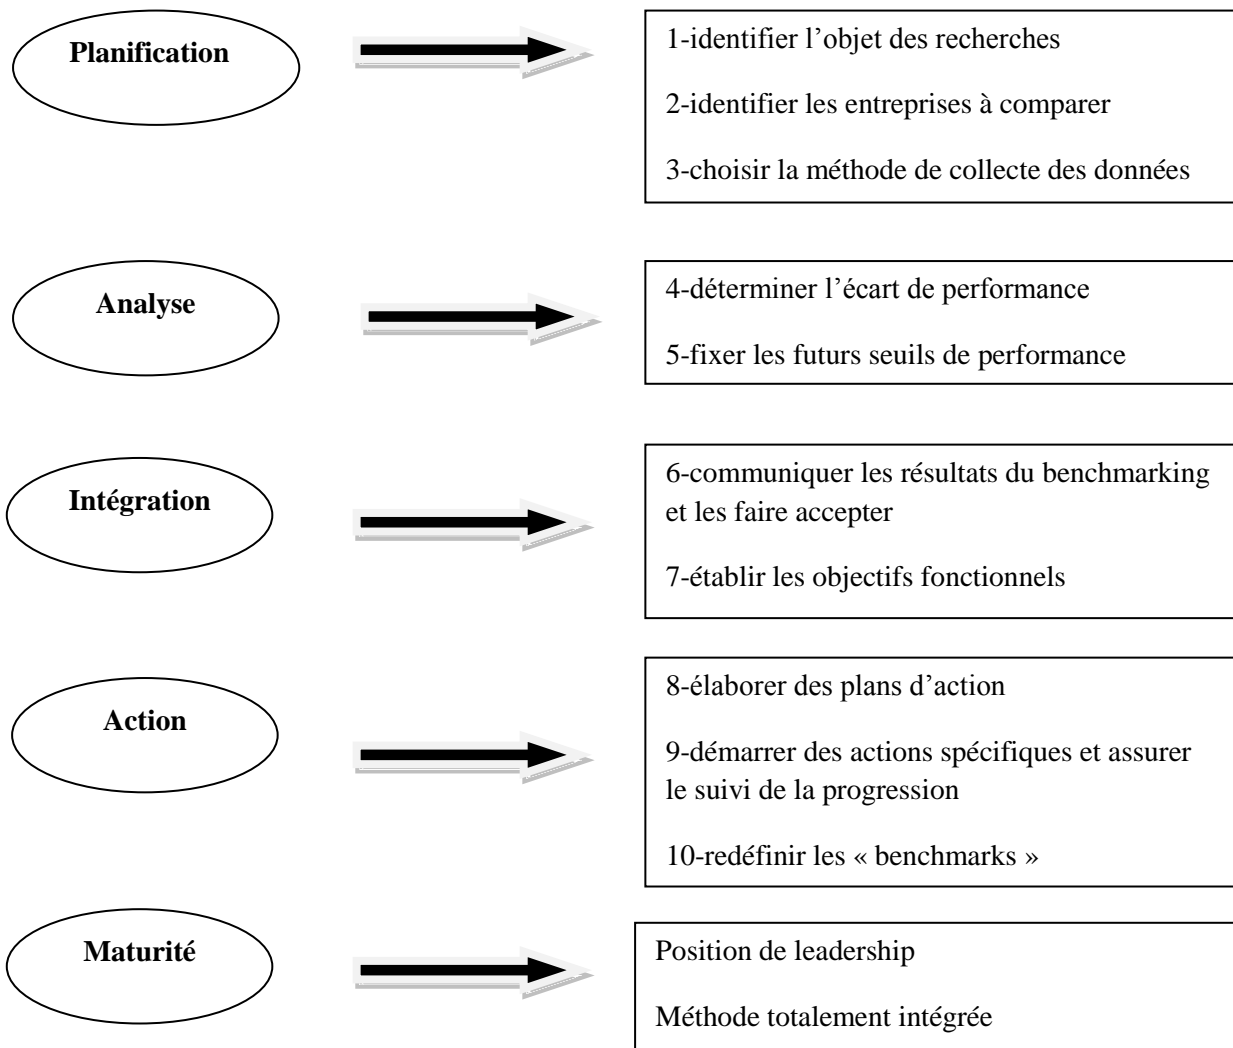 Planification
1-identifier l’objet des recherches
2-identifier les entreprises à comparer
3-choisir la méthode de collecte des données
Analyse
4-déterminer l’écart de performance
5-fixer les futurs seuils de performance
Intégration
6-communiquer les résultats du benchmarking
et les faire accepter
7-établir les objectifs fonctionnels
Action
8-élaborer des plans d’action
9-démarrer des actions spécifiques et assurer
le suivi de la progression
10-redéfinir les « benchmarks »
Maturité
Position de leadership
Méthode totalement intégrée